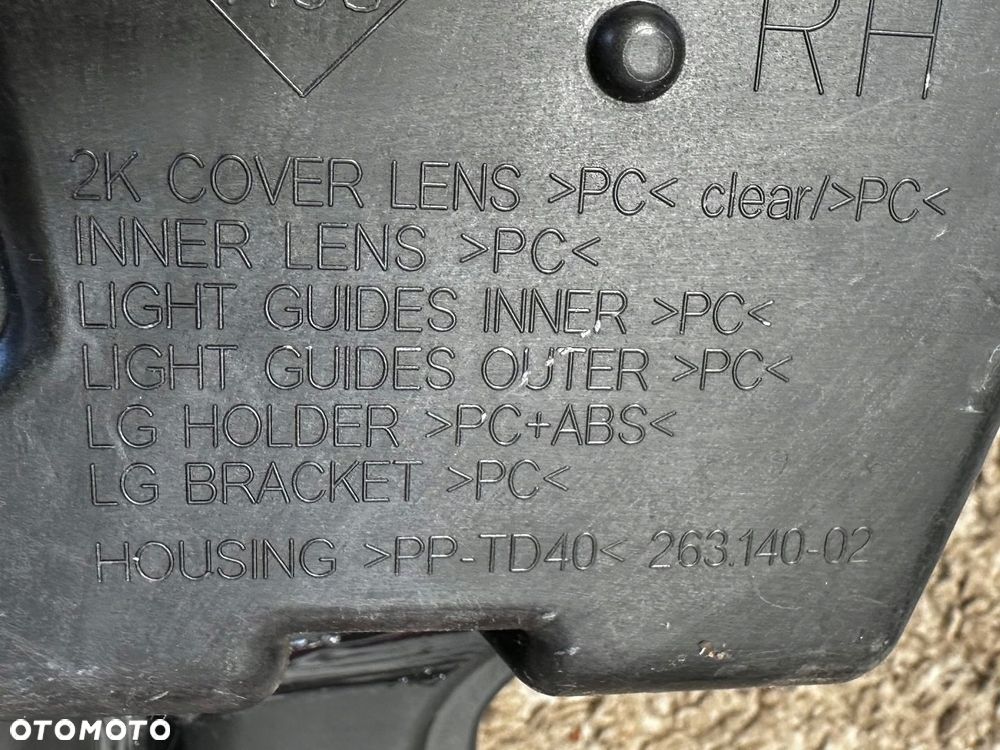 RH
2K COVER LENS >PC< clear/>PC<
INNER LENS >PC<
LIGHT GUIDES INNER >PC<
LIGHT GUIDES OUTER >PC<
LG HOLDER >PC+ABS<
LG BRACKET >PC<
HOUSING >PP-TD40< 263.140-02
OTOMOTO